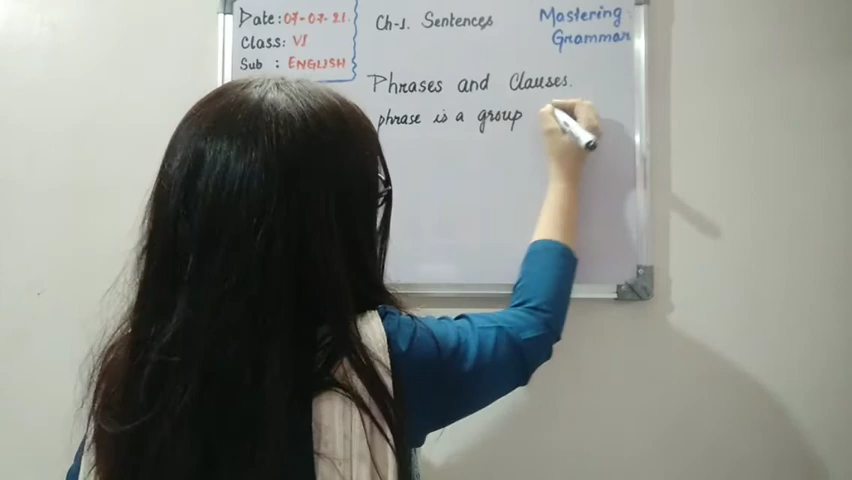 Date: 07-07-21.
Class: VI
Sub : ENGLISH
Ch-1. Sentences
Mastering
Grammar
Phrases and Clauses.
phrase is a group